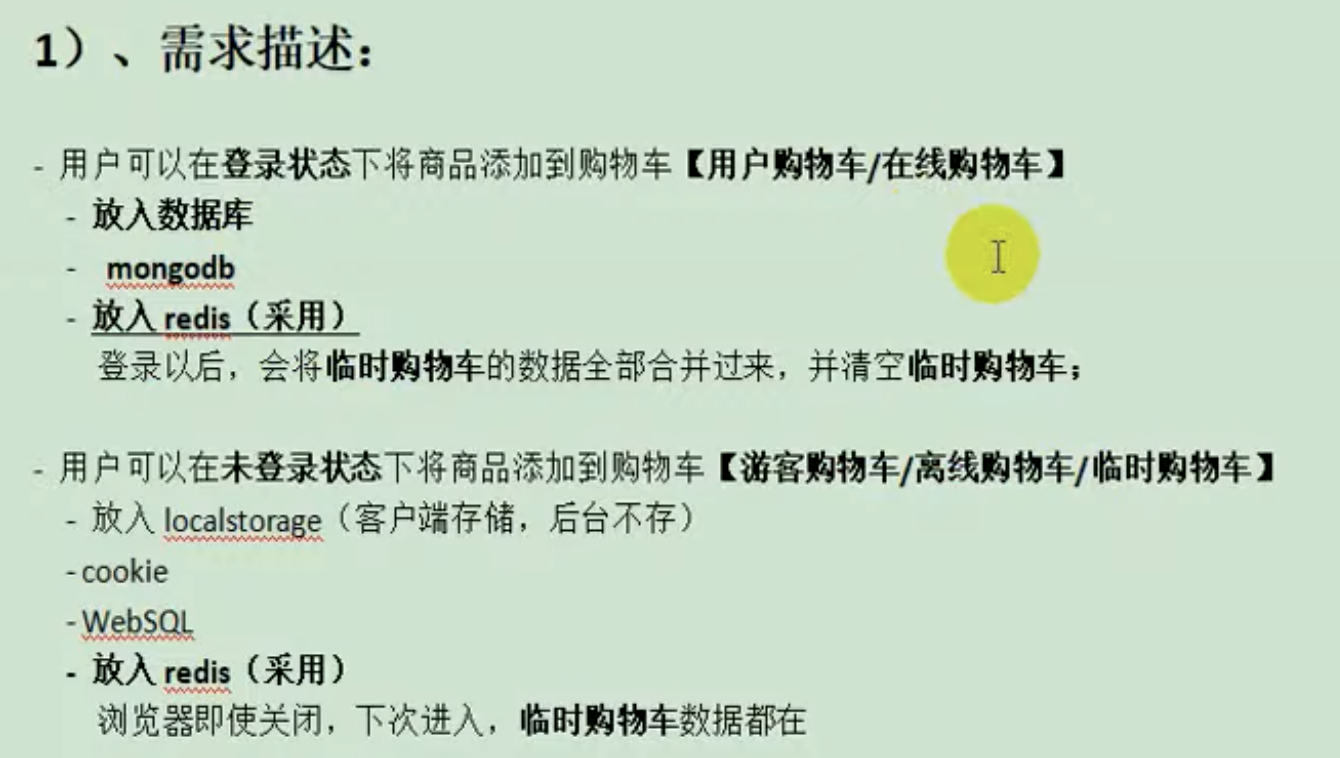 1）、需求描述：
- 用户可以在登录状态下将商品添加到购物车【用户购物车/在线购物车】
- 放入数据库
- mongodb
- 放入 redis（采用）
登录以后，会将临时购物车的数据全部合并过来，并清空临时购物车；
- 用户可以在未登录状态下将商品添加到购物车【游客购物车/离线购物车/临时购物车】
- 放入 localstorage（客户端存储，后台不存）
- cookie
- WebSQL
- 放入 redis（采用）
浏览器即使关闭，下次进入，临时购物车数据都在